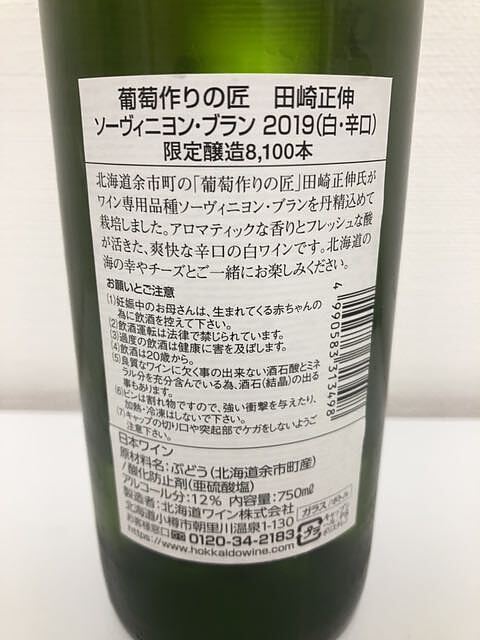 葡萄作りの匠　田崎正伸
ソーヴィニヨン・ブラン 2019(白・辛口)
限定醸造8,100本
北海道余市町の「葡萄作りの匠」田崎正伸氏が
ワイン専用品種ソーヴィニヨン・ブランを丹精込めて
栽培しました。アロマティックな香りとフレッシュな酸
が活きた、爽快な辛口の白ワインです。北海道の
海の幸やチーズとご一緒にお楽しみください。
お願いとご注意
(1)妊娠中のお母さんは、生まれてくる赤ちゃんの
為に飲酒を控えて下さい。
(2)飲酒運転は法律で禁じられています。
(3)過度の飲酒は健康に害を及ぼします。
(4)飲酒は20歳から。
(5)良質なワインに欠く事の出来ない酒石酸とミネ
ラル分を充分含んでいる為、酒石(結晶)の出る
事もあります。
(6)ビンは割れ物ですので、強い衝撃を与えたり、
加熱・冷凍はしないで下さい。
(7)キャップの切り口や突起部でケガをしないようご
注意下さい。
4990583313498
日本ワイン
原材料名:ぶどう(北海道余市町産)
/酸化防止剤(亜硫酸塩)
アルコール分:12% 内容量:750mℓ
製造者:北海道ワイン株式会社
北海道小樽市朝里川温泉1-130
お客様窓口 0120-34-2183
https://www.hokkaidowine.com
ガラス/ボトル
プラ